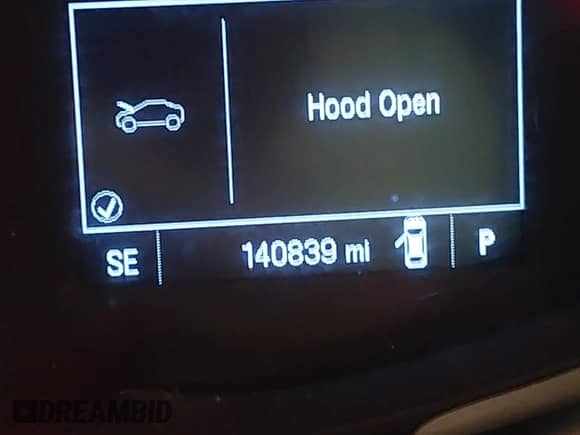 Hood Open
SE 140839 mi P
DREAMBID